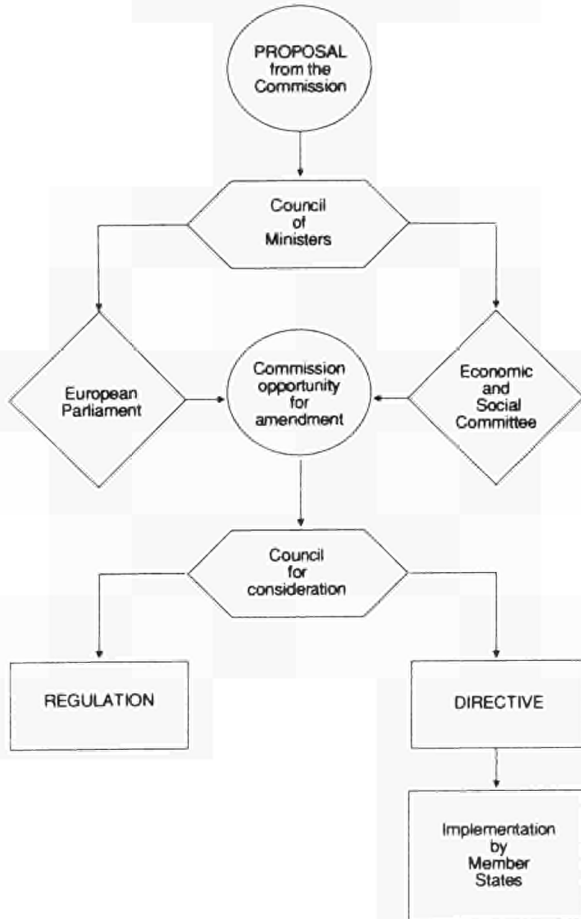 PROPOSAL
from the
Commission
Council
of
Ministers
European
Parliament
Commission
opportunity
for
amendment
Economic
and
Social
Committee
Council
for
consideration
REGULATION
DIRECTIVE
Implementation
by
Member
States